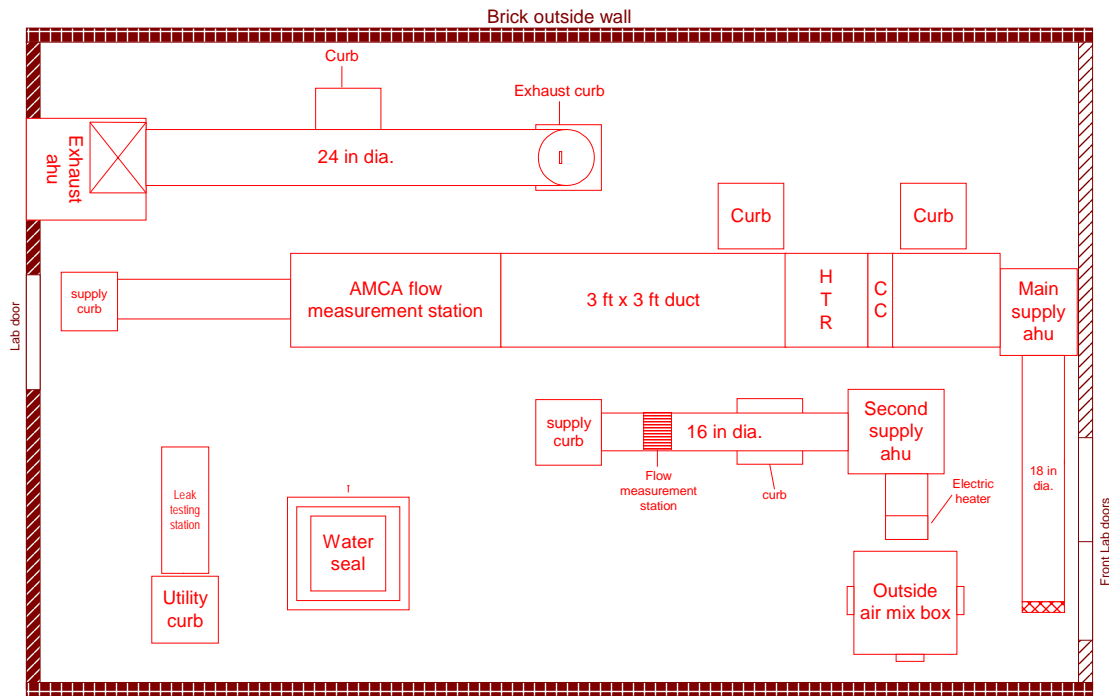 Brick outside wall
Curb
Exhaust curb
Exhaust
ahu
24 in dia.
Curb
Curb
supply
curb
AMCA flow
measurement station
3 ft x 3 ft duct
H
T
R
C
C
Main
supply
ahu
Lab door
supply
curb
16 in dia.
Second
supply
ahu
Flow
measurement
station
curb
Electric
heater
18 in
dia.
Front Lab doors
Leak
testing
station
Water
seal
Utility
curb
Outside
air mix box